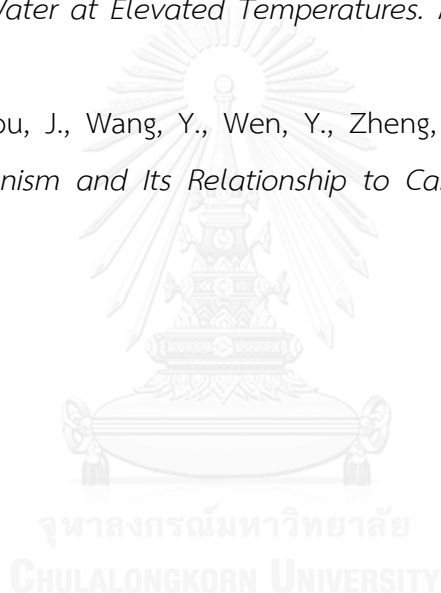 Water at Elevated Temperatures.
ou, J., Wang, Y., Wen, Y., Zheng,
nism and Its Relationship to Ca
จุฬาลงกรณ์มหาวิทยาลัย
CHULALONGKORN UNIVERSITY